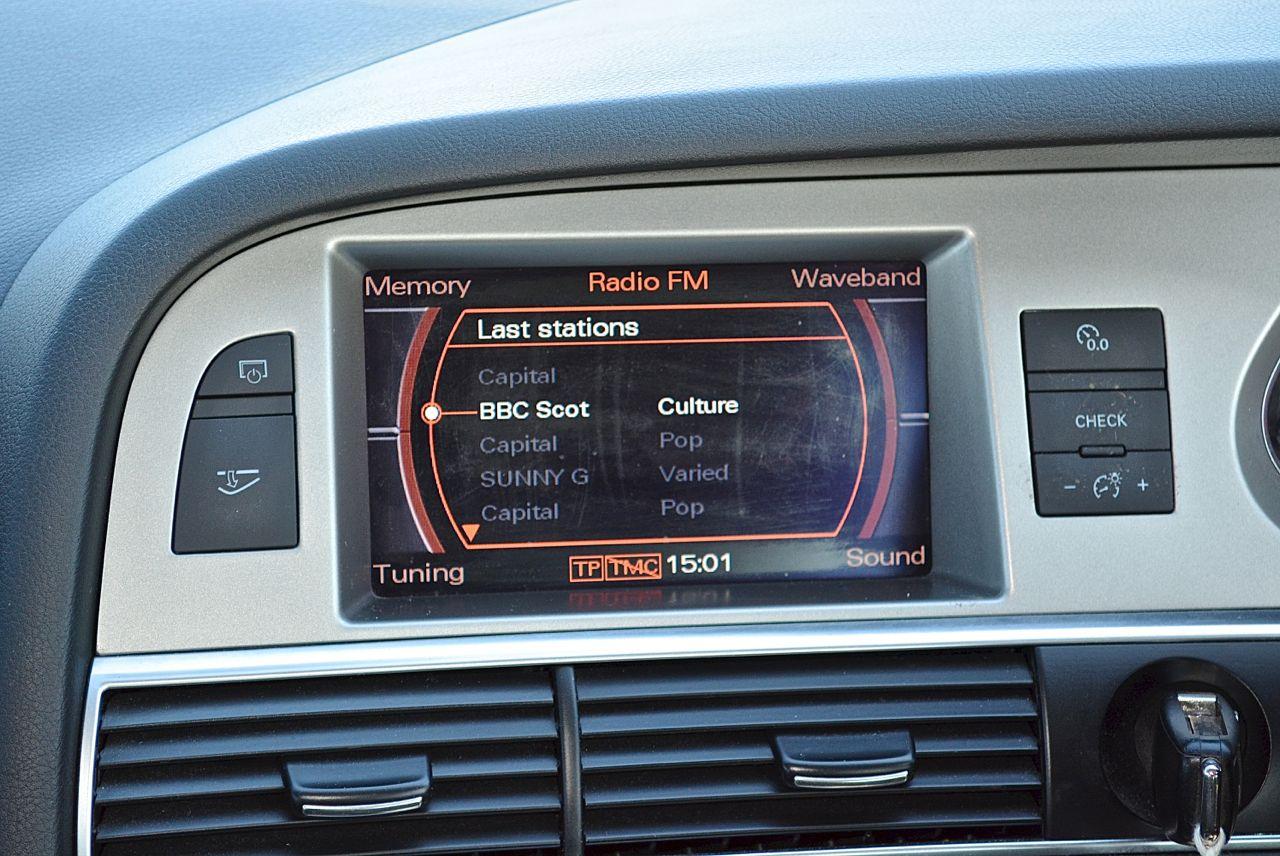 Memory Radio FM Waveband
Last stations
Capital
BBC Scot Culture
Capital Pop
SUNNY G Varied
Capital Pop
Tuning TP TMC 15:01 Sound
0.0
CHECK
- +